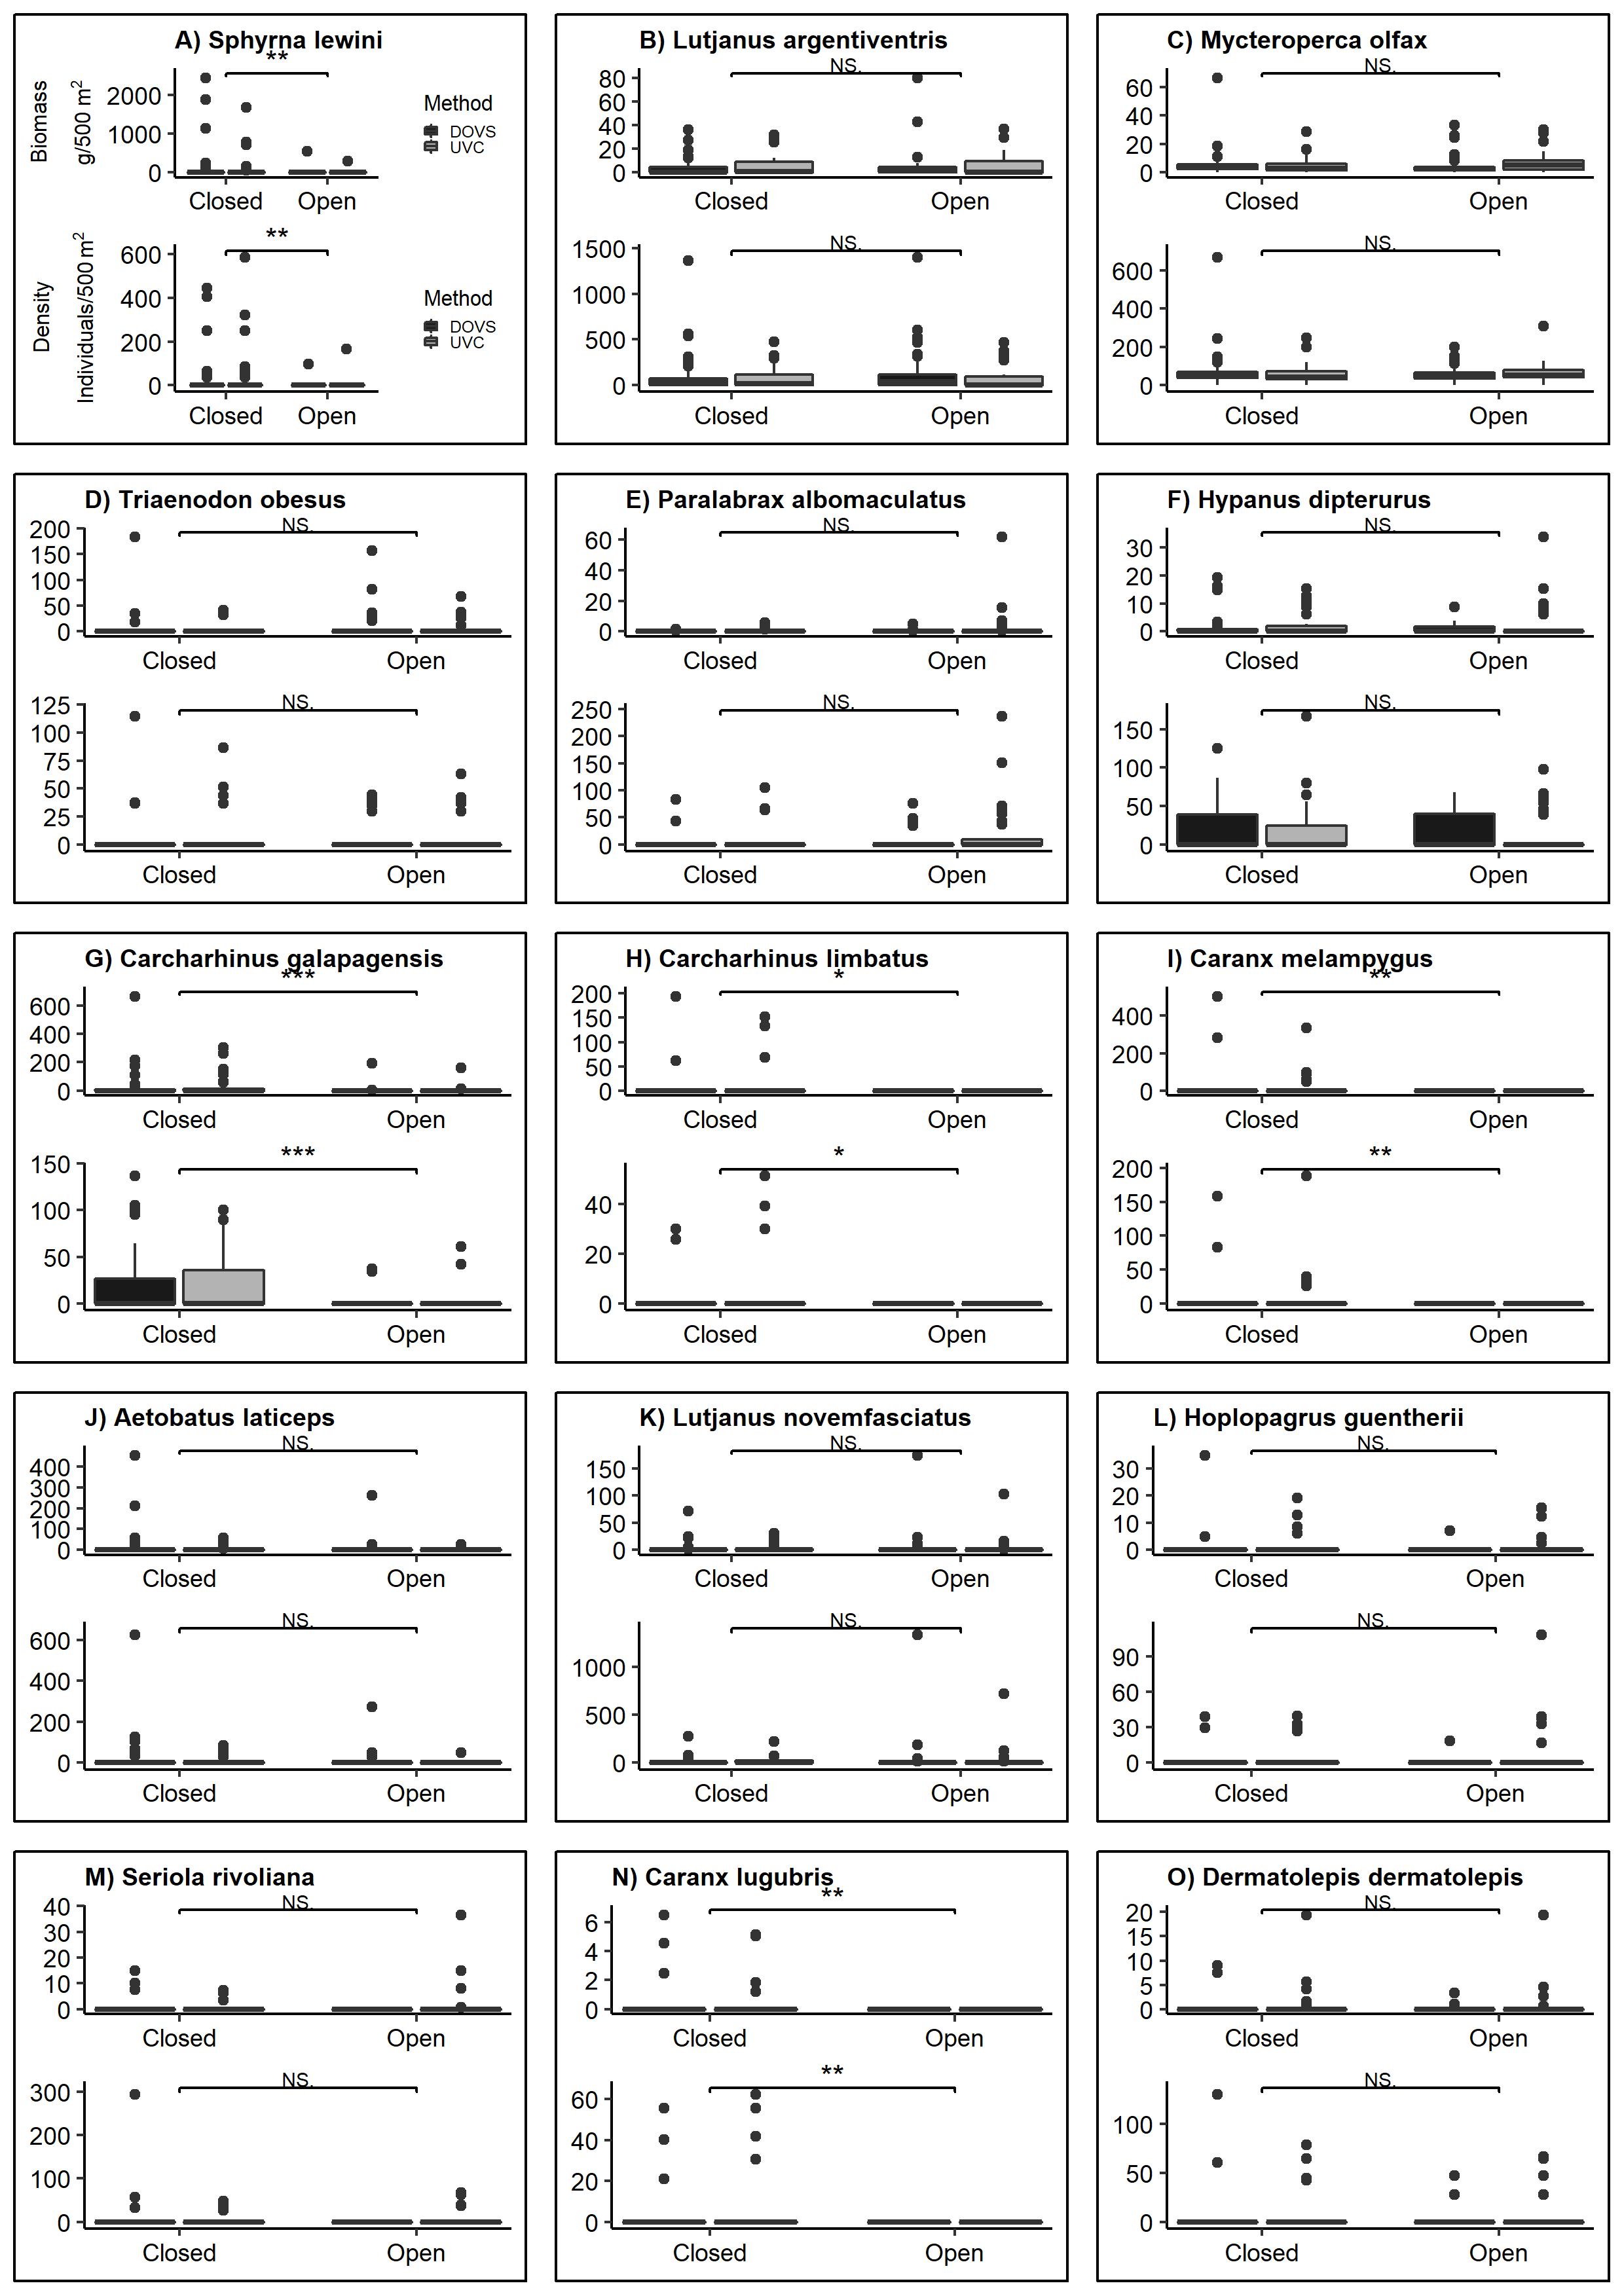 A) Sphyrna lewini
**
Biomass
g/500 m²
2000
1000
0
Closed
Open
Method
DOVS
UVC
**
Density
Individuals/500 m²
600
400
200
0
Closed
Open
Method
DOVS
UVC
B) Lutjanus argentiventris
NS.
80
60
40
20
0
Closed
Open
NS.
1500
1000
500
0
Closed
Open
C) Mycteroperca olfax
NS.
60
40
20
0
Closed
Open
NS.
600
400
200
0
Closed
Open
D) Triaenodon obesus
NS.
200
150
100
50
0
Closed
Open
NS.
125
100
75
50
25
0
Closed
Open
E) Paralabrax albomaculatus
NS.
60
40
20
0
Closed
Open
NS.
250
200
150
100
50
0
Closed
Open
F) Hypanus dipterurus
NS.
30
20
10
0
Closed
Open
NS.
150
100
50
0
Closed
Open
G) Carcharhinus galapagensis
***
600
400
200
0
Closed
Open
***
150
100
50
0
Closed
Open
H) Carcharhinus limbatus
*
200
150
100
50
0
Closed
Open
*
40
20
0
Closed
Open
I) Caranx melampygus
**
400
200
0
Closed
Open
**
200
150
100
50
0
Closed
Open
J) Aetobatus laticeps
NS.
400
300
200
100
0
Closed
Open
NS.
600
400
200
0
Closed
Open
K) Lutjanus novemfasciatus
NS.
150
100
50
0
Closed
Open
NS.
1000
500
0
Closed
Open
L) Hoplopagrus guentherii
NS.
30
20
10
0
Closed
Open
NS.
90
60
30
0
Closed
Open
M) Seriola rivoliana
NS.
40
30
20
10
0
Closed
Open
NS.
300
200
100
0
Closed
Open
N) Caranx lugubris
**
6
4
2
0
Closed
Open
**
60
40
20
0
Closed
Open
O) Dermatolepis dermatolepis
NS.
20
15
10
5
0
Closed
Open
NS.
100
50
0
Closed
Open